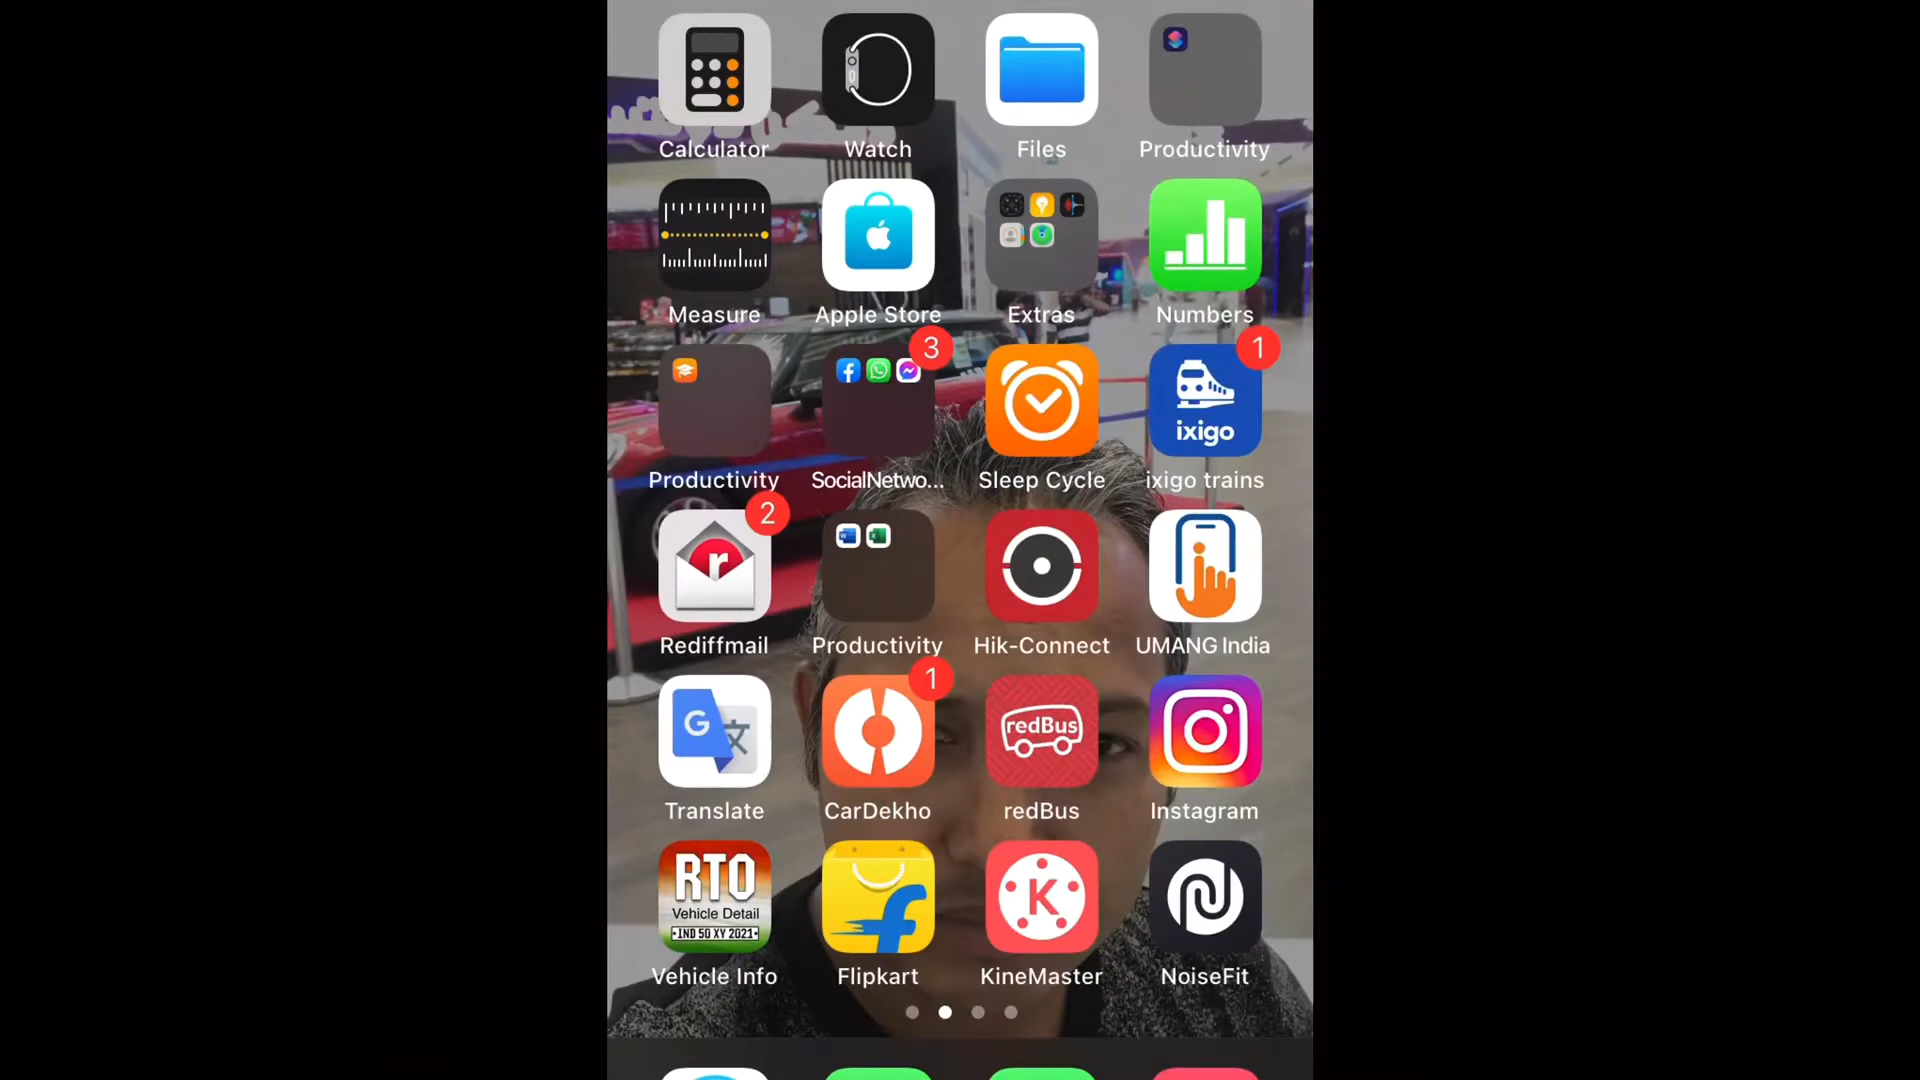 Calculator Watch Files Productivity
Measure Apple Store Extras Numbers
3 1
ixigo
Productivity SocialNetwo... Sleep Cycle ixigo trains
2
r
Rediffmail Productivity Hik-Connect UMANG India
1
G 文 redBus
Translate CarDekho redBus Instagram
RTO
Vehicle Detail
IND 50 XY 2021
K
Vehicle Info Flipkart KineMaster NoiseFit